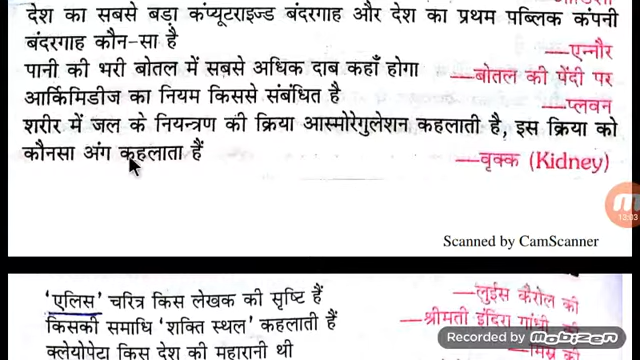 देश का सबसे बड़ा कंप्यूटराइज्ड बंदरगाह और देश का प्रथम पब्लिक कंपनी
बंदरगाह कौन-सा है —एन्नौर
पानी की भरी बोतल में सबसे अधिक दाब कहाँ होगा —बोतल की पेंदी पर
आर्किमिडीज का नियम किससे संबंधित है —प्लवन
शरीर में जल के नियन्त्रण की क्रिया आस्मोरेगुलेशन कहलाती है, इस क्रिया को
कौनसा अंग कहलाता हैं —वृक्क (Kidney)
12:03
Scanned by CamScanner
'एलिस' चरित्र किस लेखक की सृष्टि हैं —लुईस कैरोल की
किसकी समाधि 'शक्ति स्थल' कहलाती हैं —श्रीमती इंदिरा गांधी की
क्लेयोपेटा किस देश की महारानी थी —मिस्र की
Recorded by mobizen